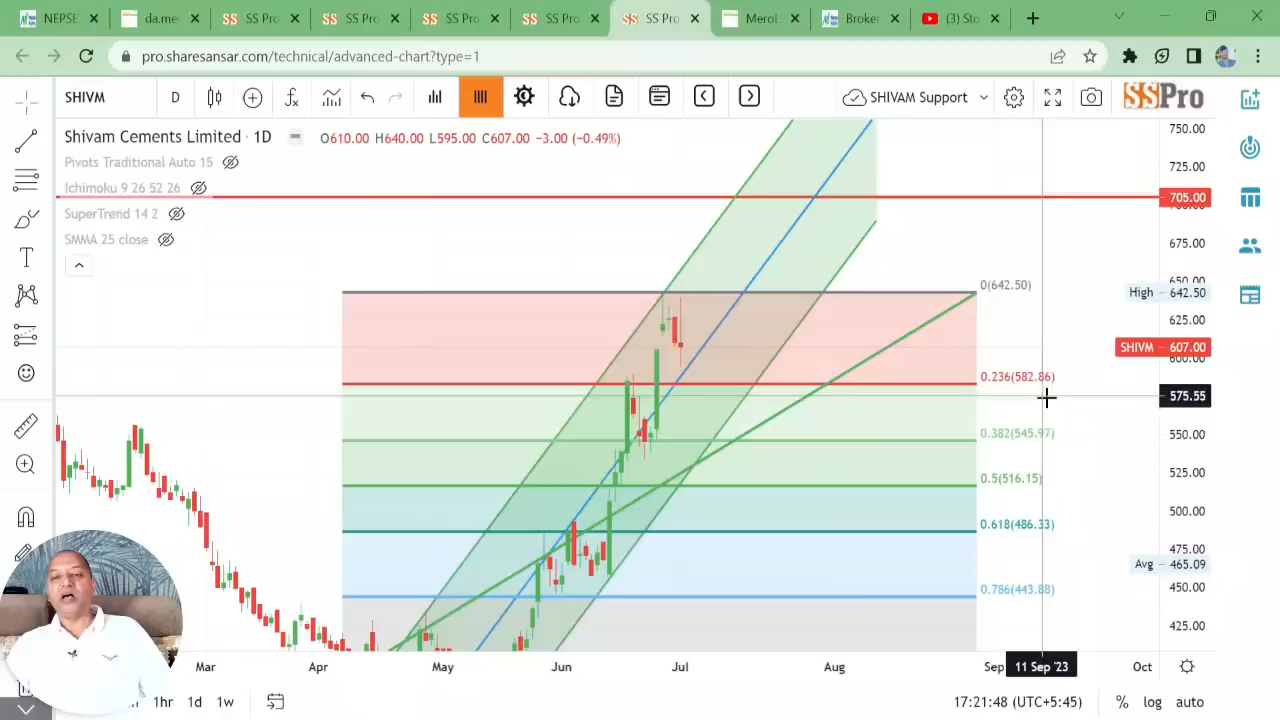 NEPSE
da.me
SS Pro
SS Pro
SS Pro
SS Pro
SS Pro
Merol
Broker
(3) Sto
pro.sharesansar.com/technical/advanced-chart?type=1
SHIVM
D
SHIVAM Support
SSPro
Shivam Cements Limited · 1D
O610.00 H640.00 L595.00 C607.00 −3.00 (−0.49%)
Pivots Traditional Auto 15
Ichimoku 9 26 52 26
SuperTrend 14 2
SMMA 25 close
750.00
725.00
705.00
675.00
0(642.50)
High 642.50
625.00
SHIVM 607.00
600.00
0.236(582.86)
575.55
0.382(545.97)
550.00
525.00
0.5(516.15)
500.00
0.618(486.33)
475.00
Avg 465.09
450.00
0.786(443.88)
425.00
Mar
Apr
May
Jun
Jul
Aug
Sep
11 Sep '23
Oct
1hr
1d
1w
17:21:48 (UTC+5:45)
%
log
auto